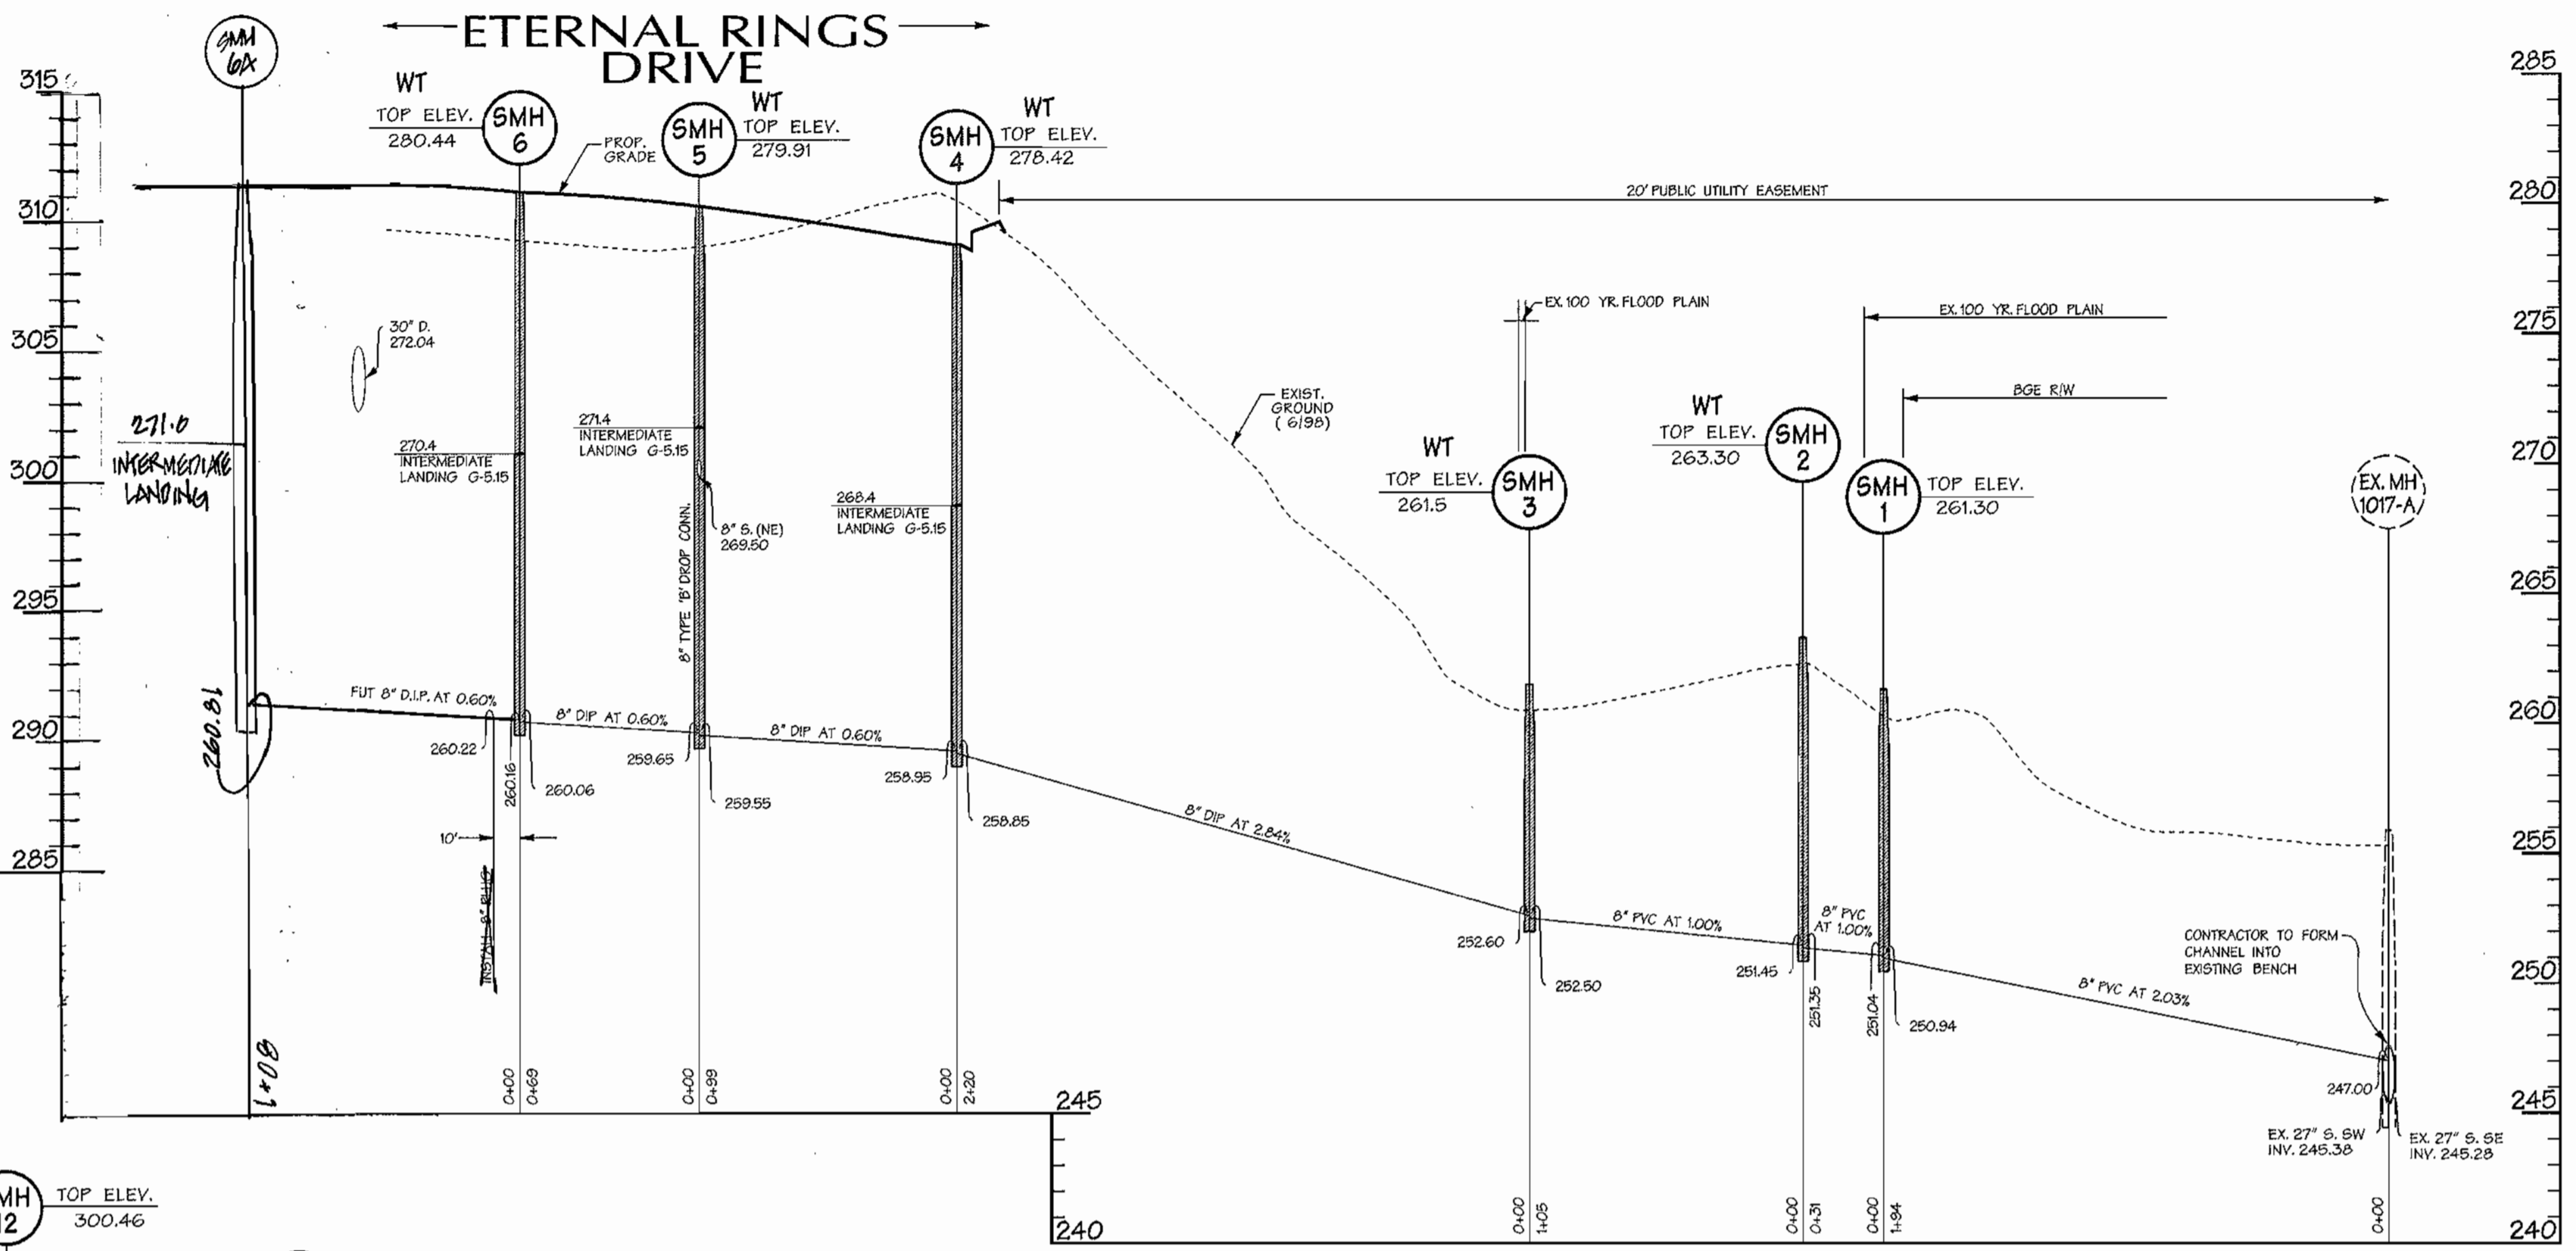 ETERNAL RINGS
DRIVE
SMH
6A
WT
TOP ELEV.
280.44
SMH
6
PROP.
GRADE
SMH
5
WT
TOP ELEV.
279.91
SMH
4
WT
TOP ELEV.
278.42
20' PUBLIC UTILITY EASEMENT
315
310
305
300
295
290
285
285
280
275
270
265
260
255
250
245
240
30" D.
272.04
271.0
INTERMEDIATE
LANDING
270.4
INTERMEDIATE
LANDING G-5.15
271.4
INTERMEDIATE
LANDING G-5.15
8" TYPE 'B' DROP CONN.
8" S. (NE)
269.50
268.4
INTERMEDIATE
LANDING G-5.15
EXIST.
GROUND
( 6/98)
EX. 100 YR. FLOOD PLAIN
EX. 100 YR. FLOOD PLAIN
BGE R/W
WT
TOP ELEV.
261.5
SMH
3
WT
TOP ELEV.
263.30
SMH
2
SMH
1
TOP ELEV.
261.30
EX. MH
1017-A
260.81
FUT 8" D.I.P. AT 0.60%
8" DIP AT 0.60%
8" DIP AT 0.60%
8" DIP AT 2.84%
8" PVC AT 1.00%
8" PVC
AT 1.00%
8" PVC AT 2.03%
260.22
260.16
260.06
259.65
259.55
258.95
258.85
252.60
252.50
251.45
251.35
251.04
250.94
247.00
10'
INSTALL 8" PLUG
CONTRACTOR TO FORM
CHANNEL INTO
EXISTING BENCH
EX. 27" S. SW
INV. 245.38
EX. 27" S. SE
INV. 245.28
1+08
0+00
0+69
0+00
0+99
0+00
2+20
245
240
0+00
1+05
0+00
0+31
0+00
1+94
0+00
MH
12
TOP ELEV.
300.46